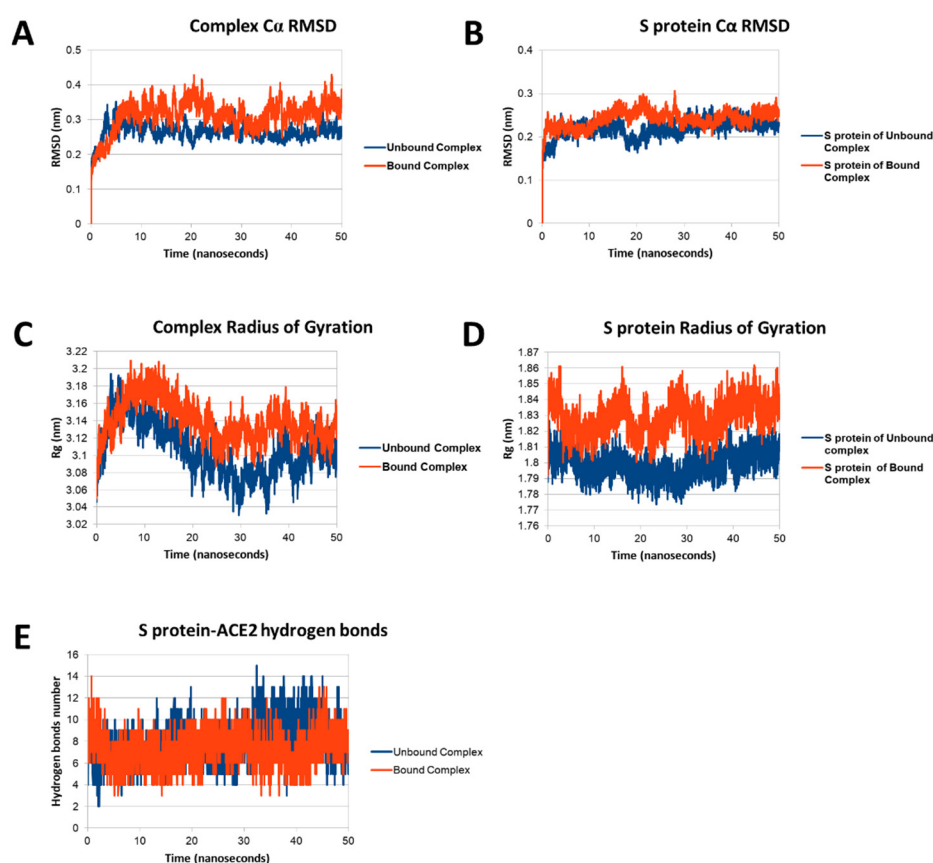 A
Complex Cα RMSD
0.5
0.4
0.3
0.2
0.1
0
RMSD (nm)
0 10 20 30 40 50
Time (nanoseconds)
Unbound Complex
Bound Complex
B
S protein Cα RMSD
0.4
0.3
0.2
0.1
0
RMSD (nm)
0 10 20 30 40 50
Time (nanoseconds)
S protein of Unbound
Complex
S protein of Bound
Complex
C
Complex Radius of Gyration
3.22
3.2
3.18
3.16
3.14
3.12
3.1
3.08
3.06
3.04
3.02
Rg (nm)
0 10 20 30 40 50
Time (nanoseconds)
Unbound Complex
Bound Complex
D
S protein Radius of Gyration
1.87
1.86
1.85
1.84
1.83
1.82
1.81
1.8
1.79
1.78
1.77
1.76
Rg (nm)
0 10 20 30 40 50
Time (nanoseconds)
S protein of Unbound
complex
S protein of Bound
Complex
E
S protein-ACE2 hydrogen bonds
16
14
12
10
8
6
4
2
0
Hydrogen bonds number
0 10 20 30 40 50
Time (nanoseconds)
Unbound Complex
Bound Complex